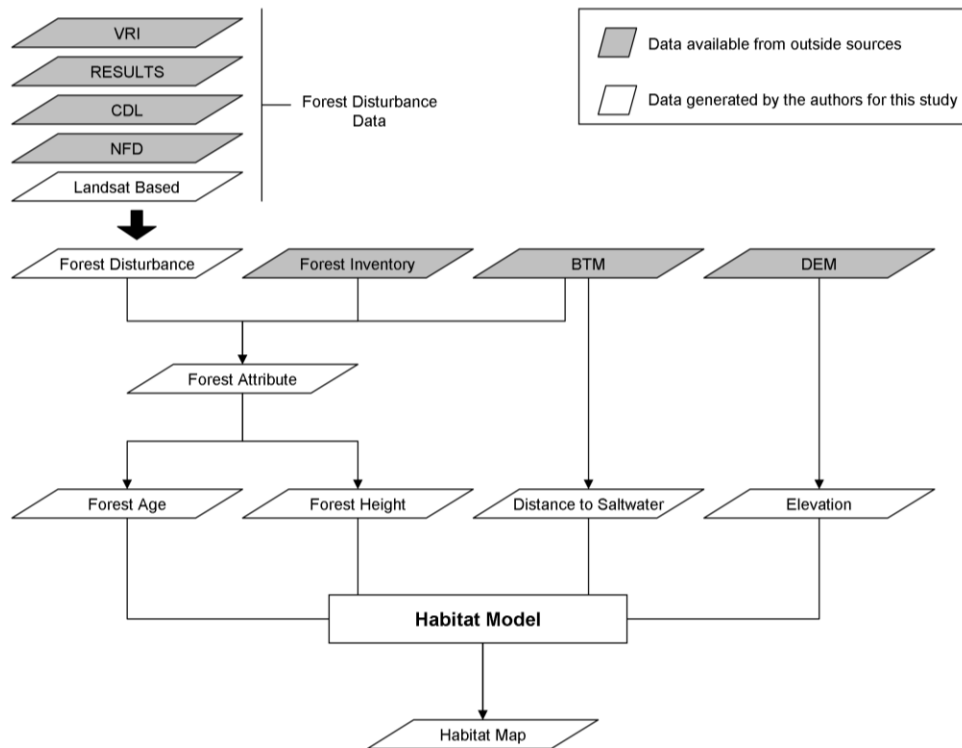 VRI
RESULTS
CDL
NFD
Landsat Based
Forest Disturbance
Data
Data available from outside sources
Data generated by the authors for this study
Forest Disturbance
Forest Inventory
BTM
DEM
Forest Attribute
Forest Age
Forest Height
Distance to Saltwater
Elevation
Habitat Model
Habitat Map